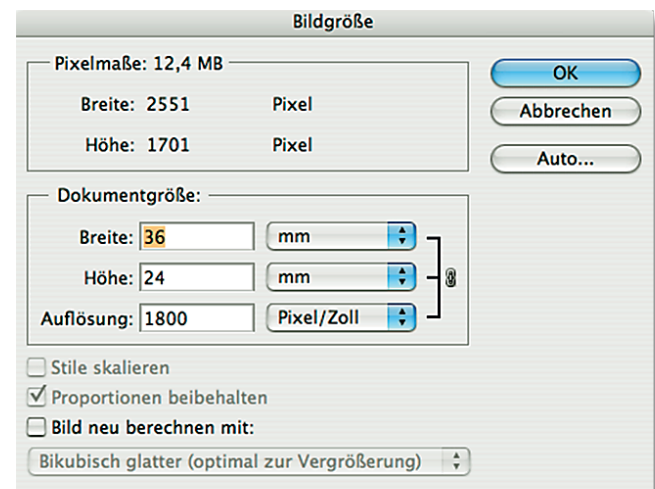 Bildgröße
Pixelmaße: 12,4 MB
Breite: 2551 Pixel
Höhe: 1701 Pixel
OK
Abbrechen
Auto...
Dokumentgröße:
Breite: 36 mm
Höhe: 24 mm
Auflösung: 1800 Pixel/Zoll
Stile skalieren
Proportionen beibehalten
Bild neu berechnen mit:
Bikubisch glatter (optimal zur Vergrößerung)